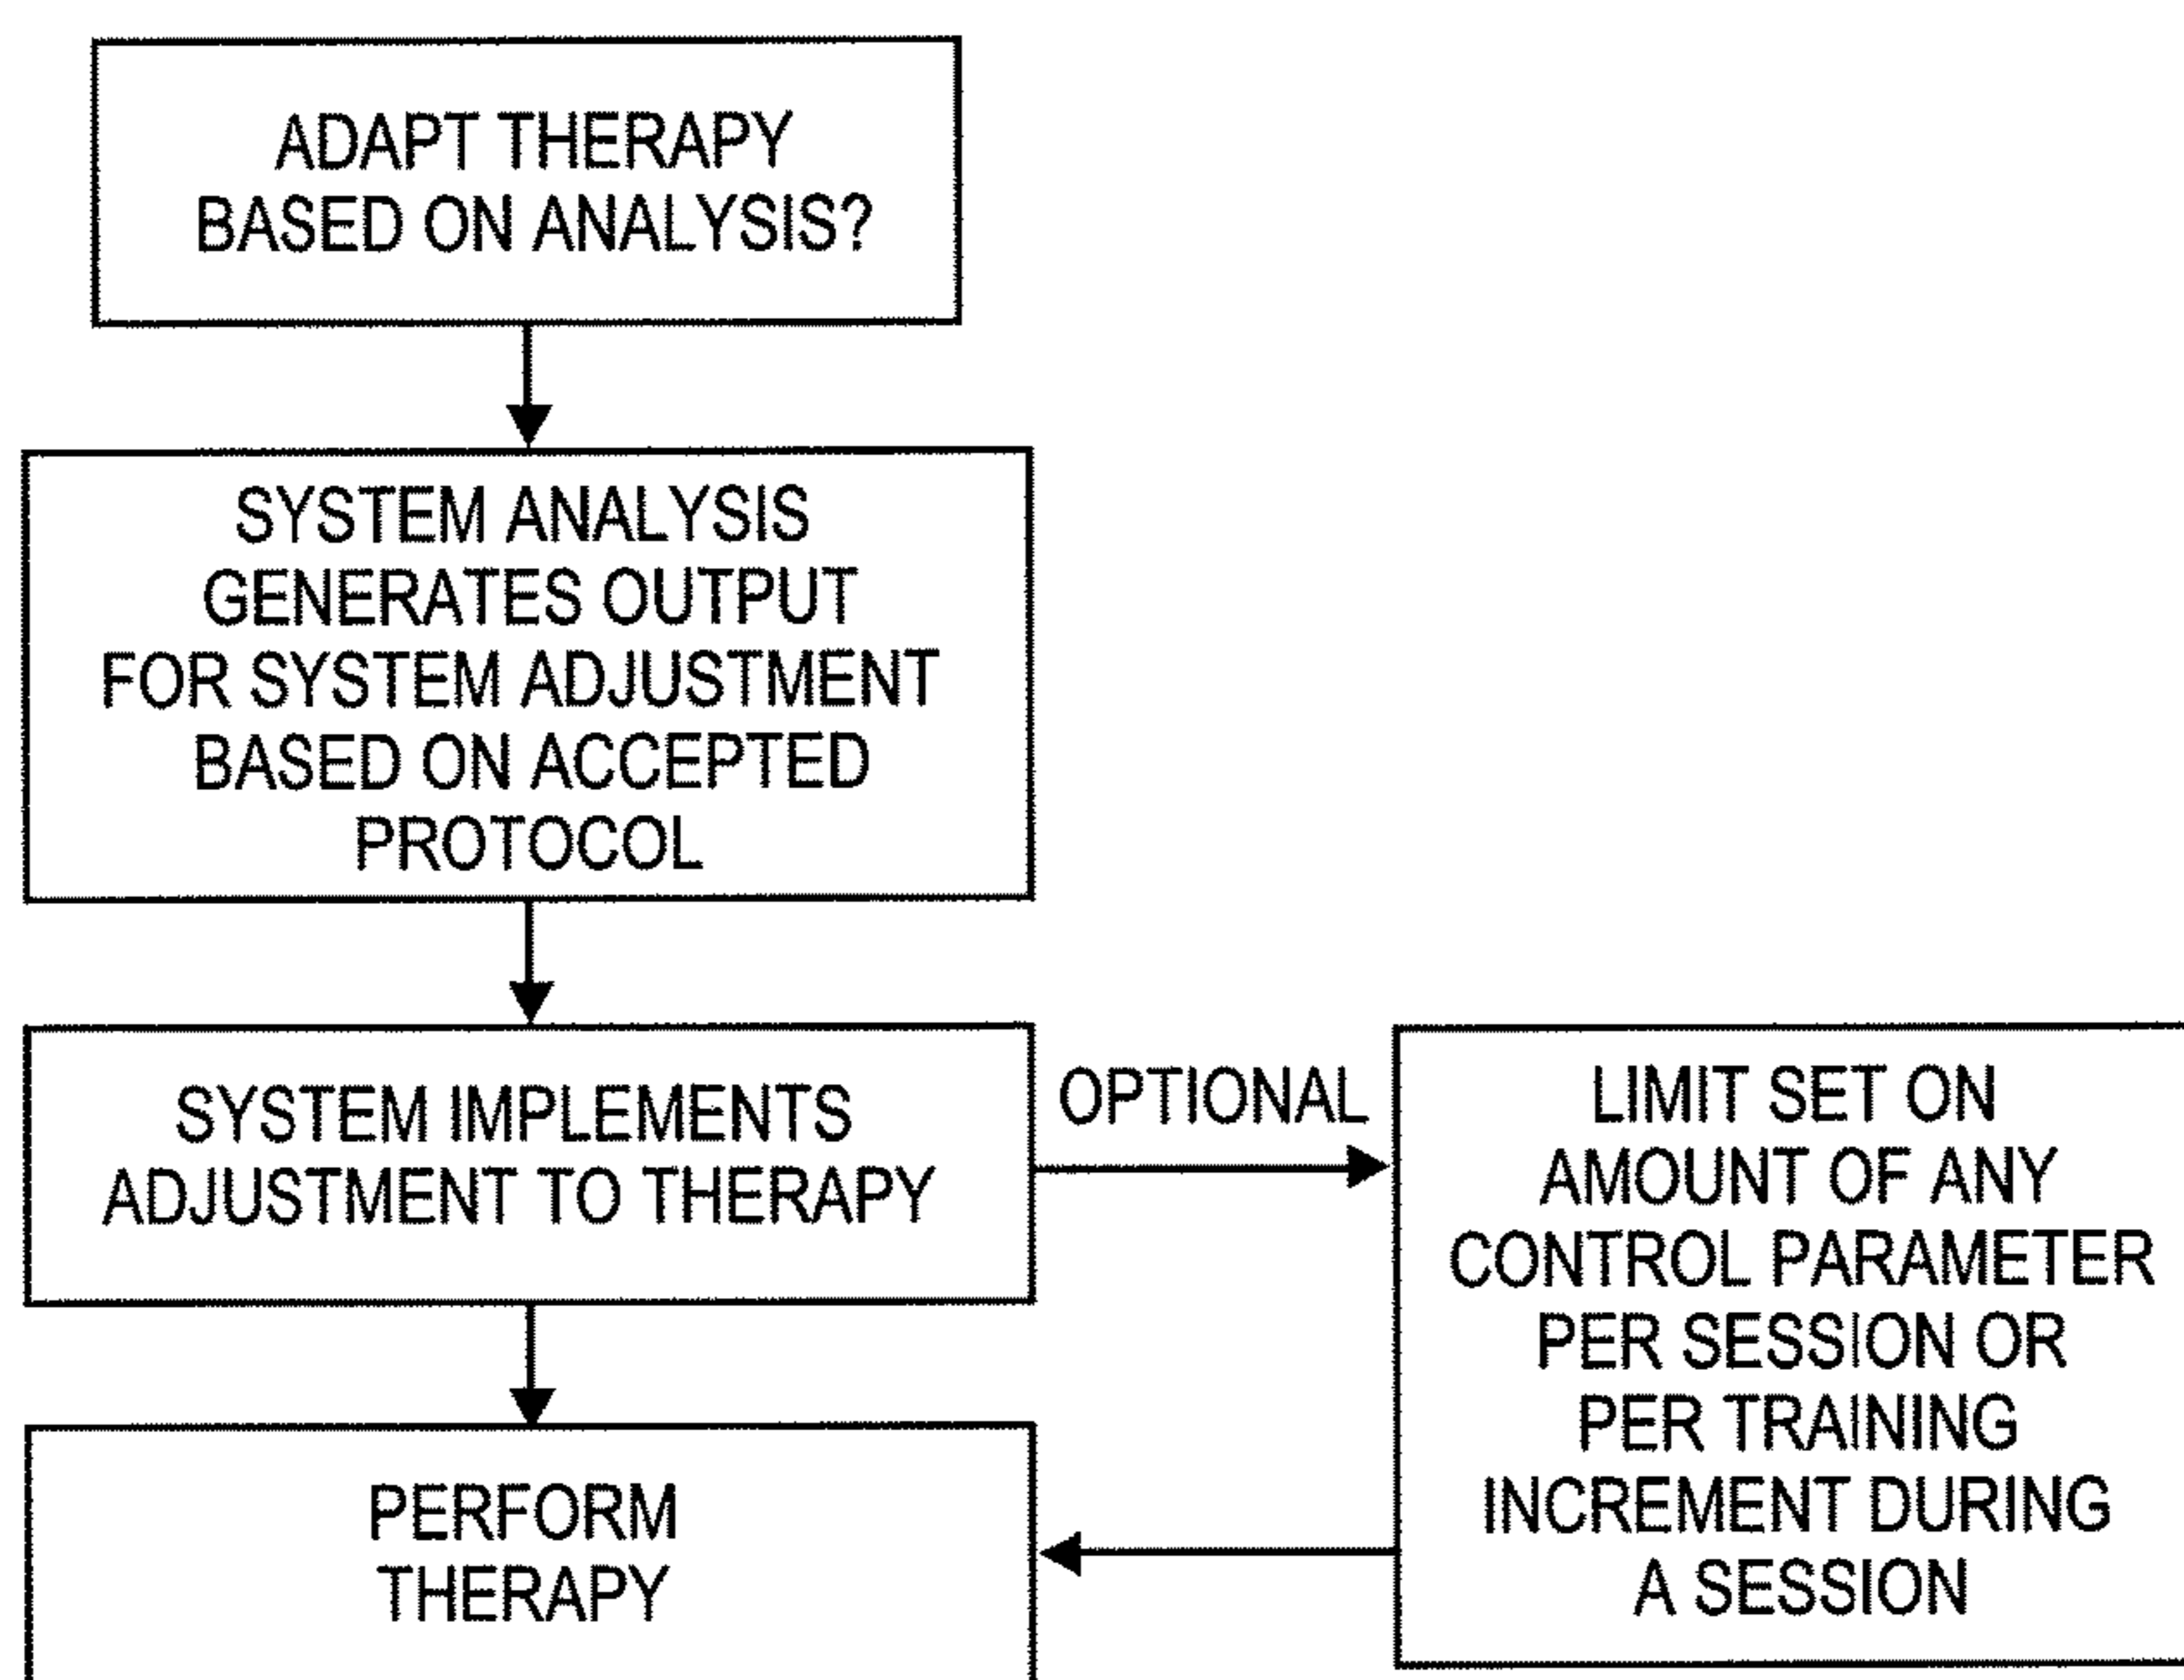 ADAPT THERAPY
BASED ON ANALYSIS?
SYSTEM ANALYSIS
GENERATES OUTPUT
FOR SYSTEM ADJUSTMENT
BASED ON ACCEPTED
PROTOCOL
SYSTEM IMPLEMENTS
ADJUSTMENT TO THERAPY
OPTIONAL
LIMIT SET ON
AMOUNT OF ANY
CONTROL PARAMETER
PER SESSION OR
PER TRAINING
INCREMENT DURING
A SESSION
PERFORM
THERAPY